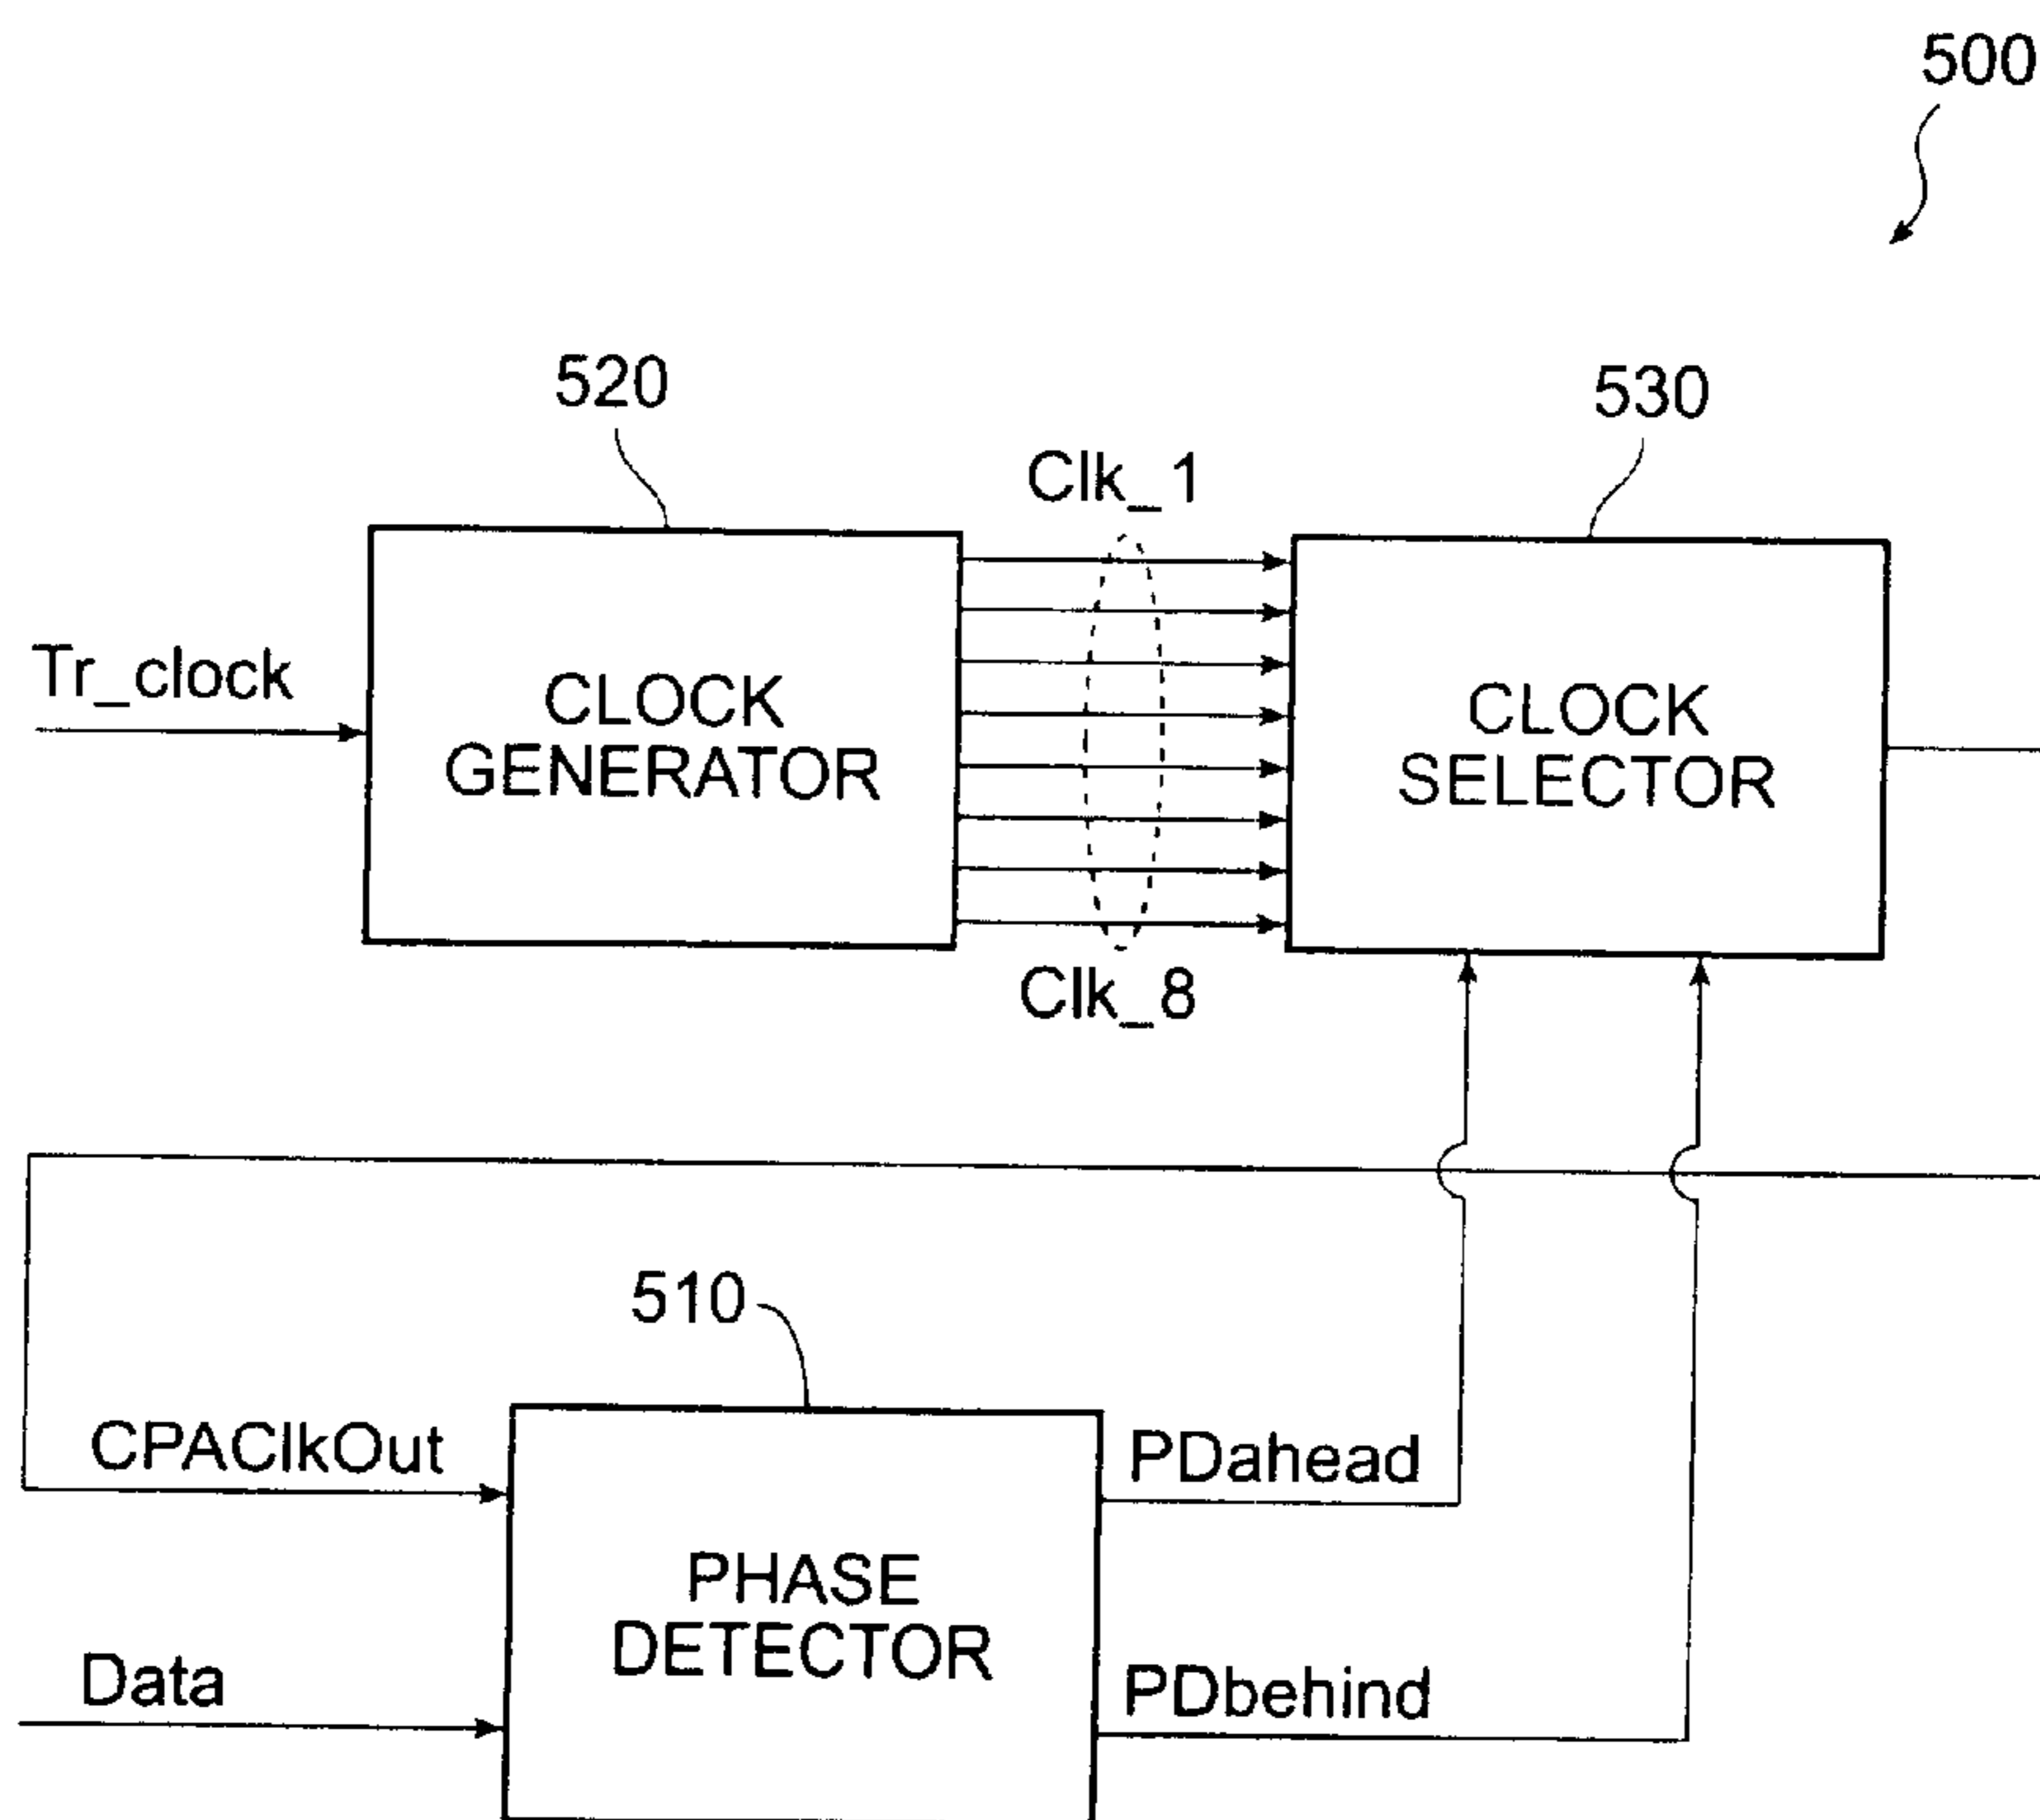 500
520
530
Clk_1
Tr_clock
CLOCK
GENERATOR
CLOCK
SELECTOR
Clk_8
510
CPAClkOut
PDahead
PHASE
DETECTOR
Data
PDbehind